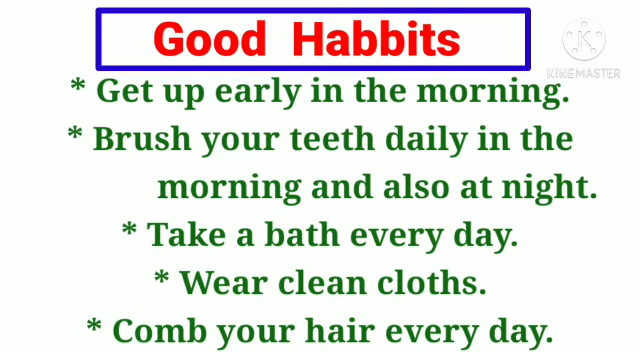 Good Habbits
KINEMASTER
* Get up early in the morning.
* Brush your teeth daily in the
morning and also at night.
* Take a bath every day.
* Wear clean cloths.
* Comb your hair every day.